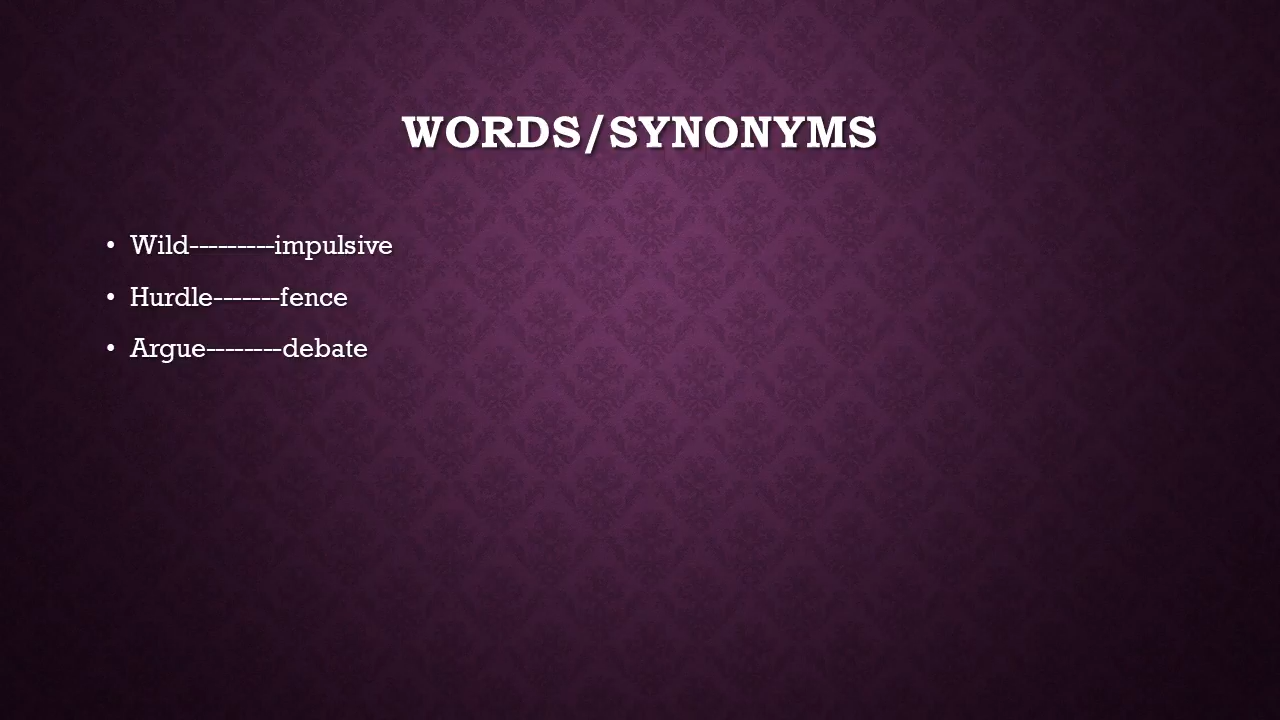 WORDS/SYNONYMS
• Wild---------impulsive
• Hurdle-------fence
• Argue--------debate